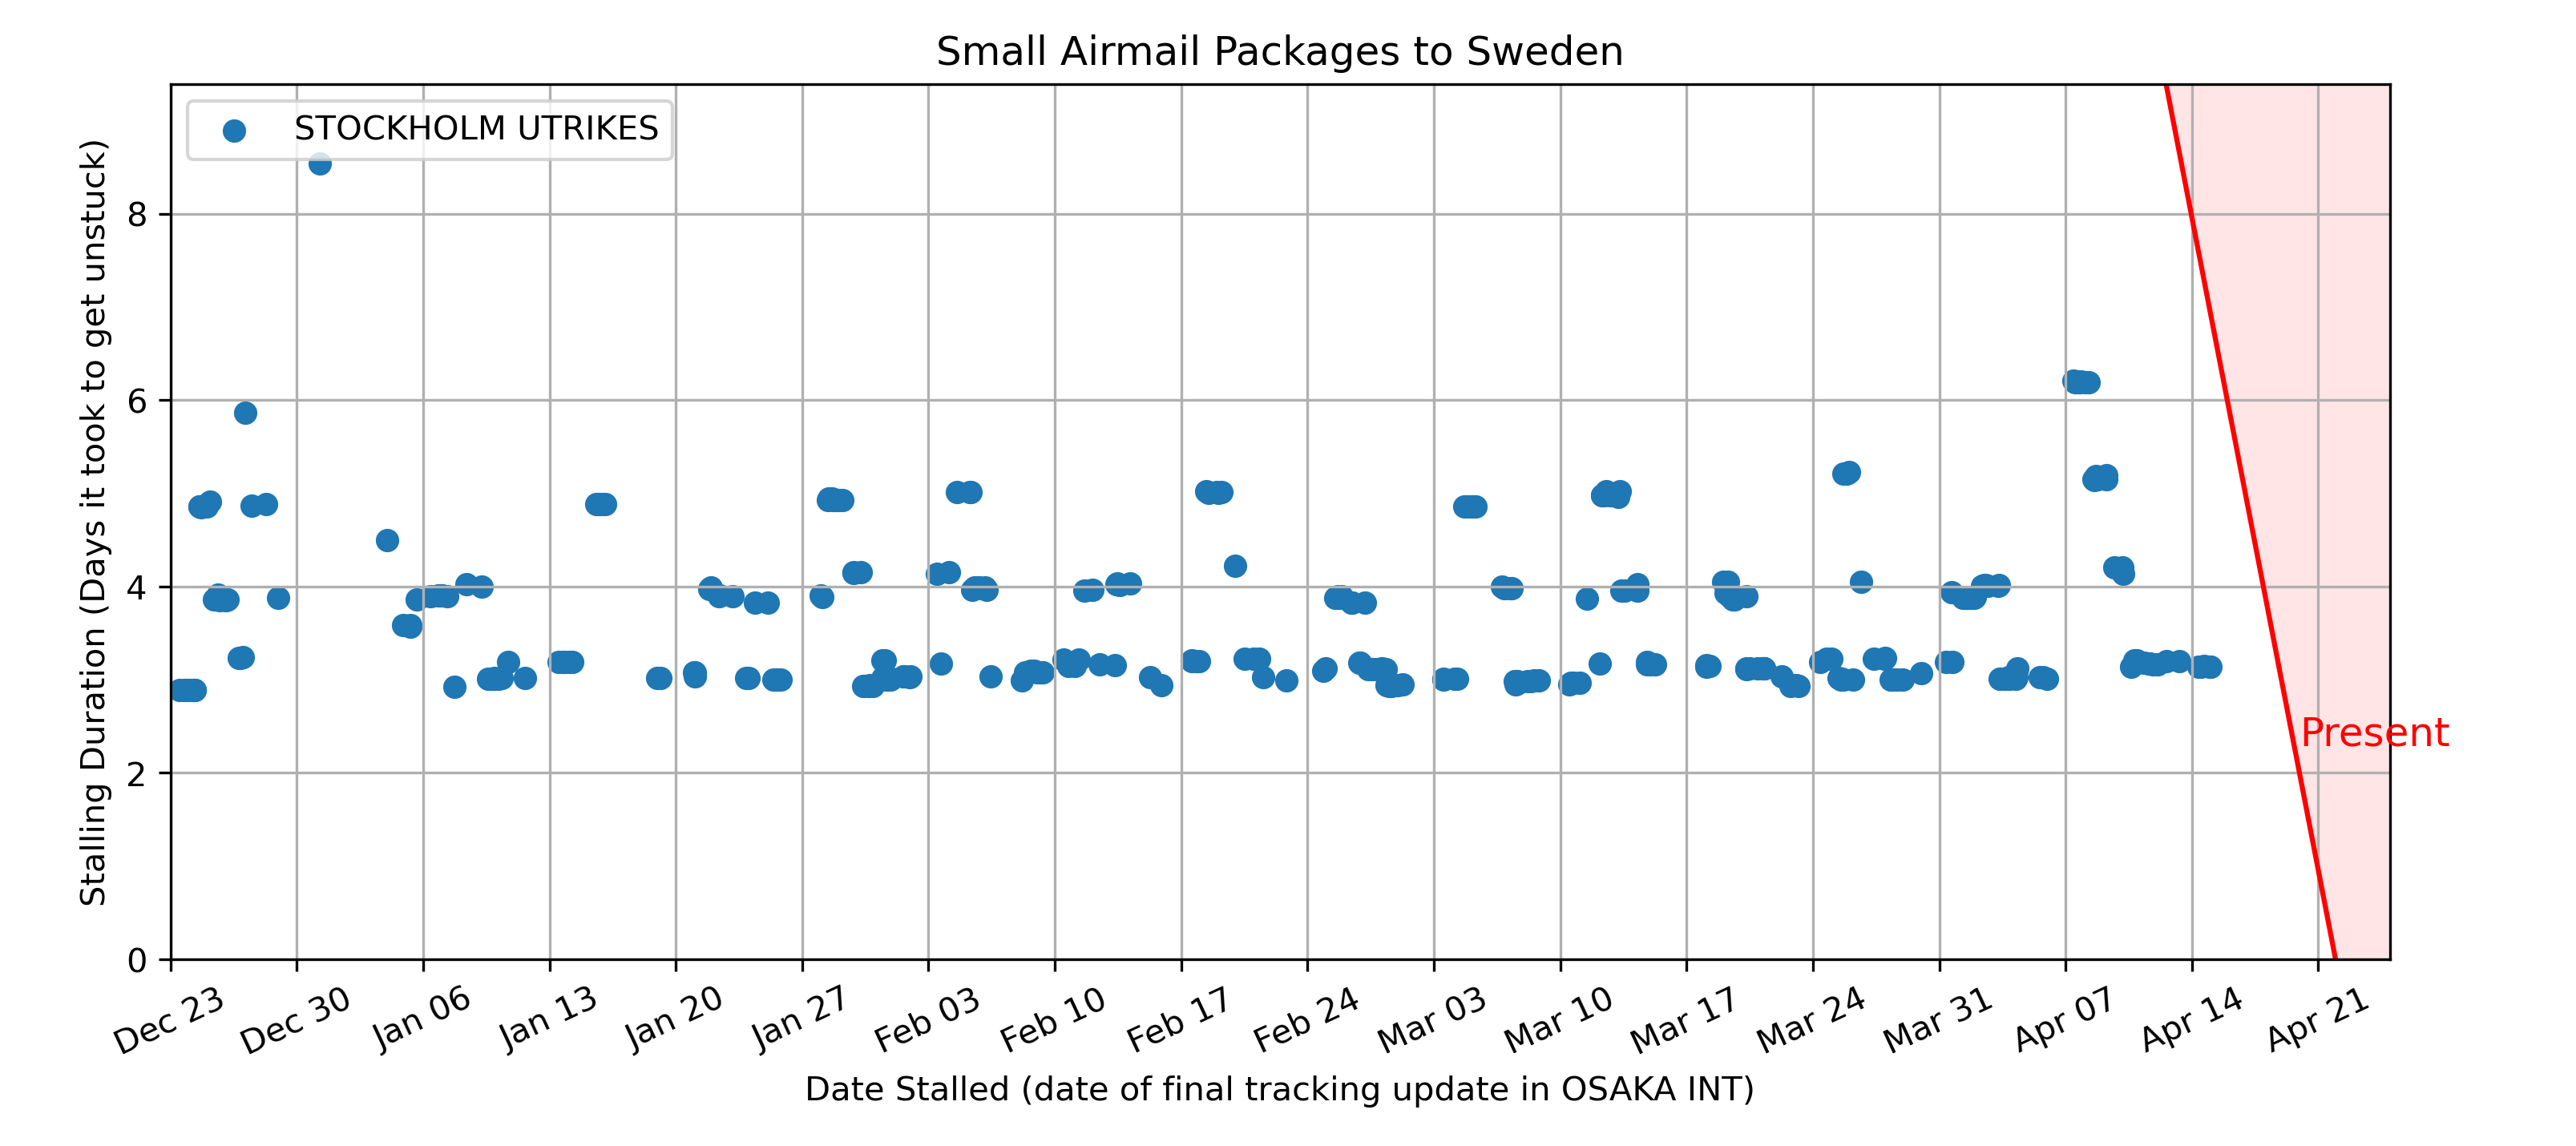 Small Airmail Packages to Sweden
STOCKHOLM UTRIKES
Stalling Duration (Days it took to get unstuck)
8
6
4
2
0
Present
Dec 23
Dec 30
Jan 06
Jan 13
Jan 20
Jan 27
Feb 03
Feb 10
Feb 17
Feb 24
Mar 03
Mar 10
Mar 17
Mar 24
Mar 31
Apr 07
Apr 14
Apr 21
Date Stalled (date of final tracking update in OSAKA INT)